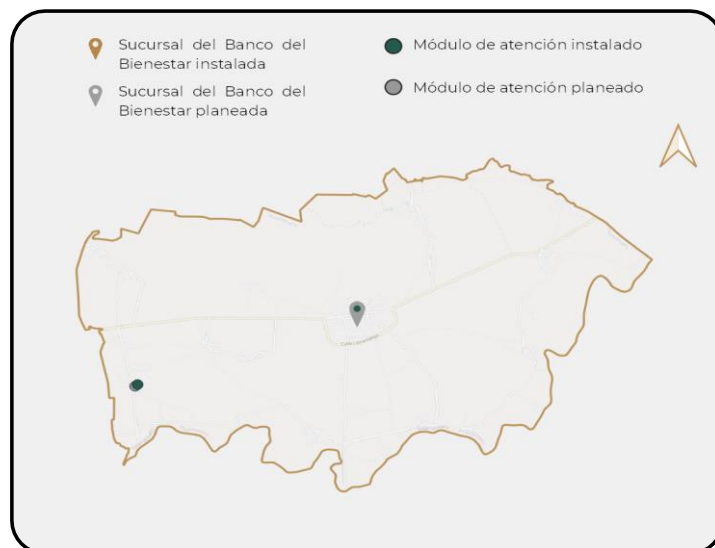 Sucursal del Banco del
Bienestar instalada
Sucursal del Banco del
Bienestar planeada
Módulo de atención instalado
Módulo de atención planeado